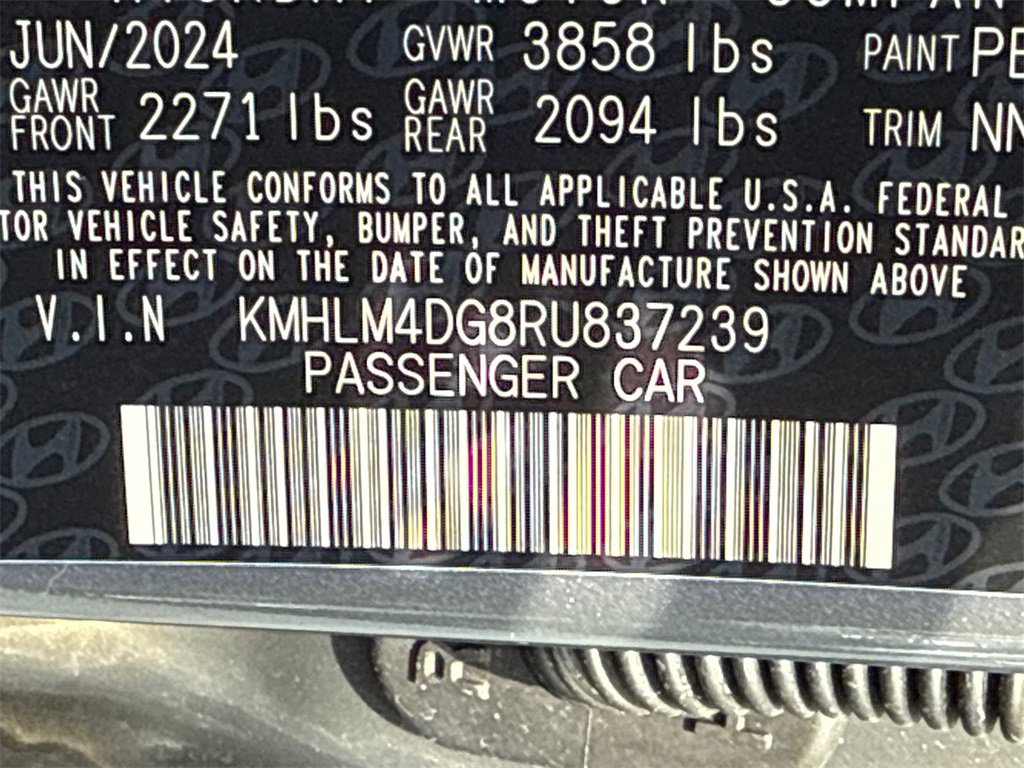 JUN/2024 GVWR 3858 lbs PAINT
GAWR FRONT 2271 lbs GAWR REAR 2094 lbs TRIM
THIS VEHICLE CONFORMS TO ALL APPLICABLE U.S.A. FEDERAL
TOR VEHICLE SAFETY, BUMPER, AND THEFT PREVENTION STANDAR
IN EFFECT ON THE DATE OF MANUFACTURE SHOWN ABOVE
V.I.N KMHLM4DG8RU837239
PASSENGER CAR